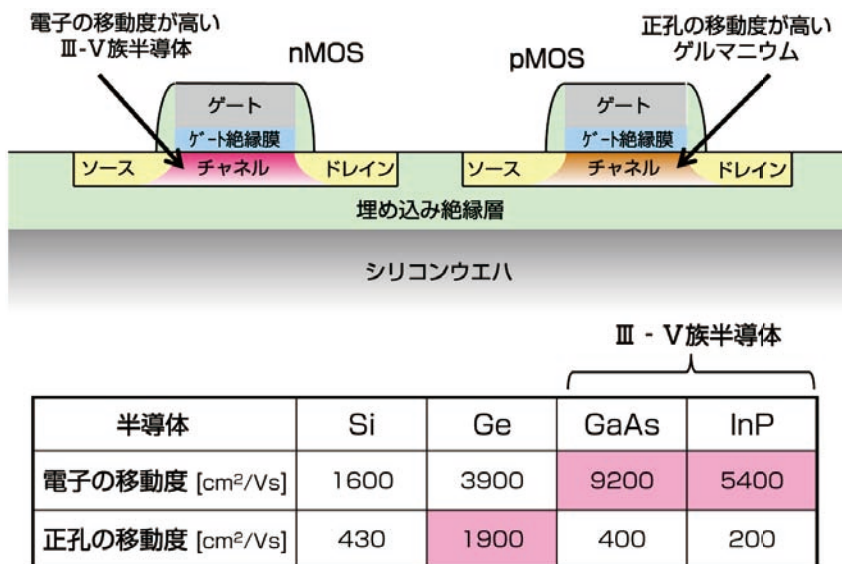 電子の移動度が高い
Ⅲ-Ⅴ族半導体
nMOS
pMOS
正孔の移動度が高い
ゲルマニウム
ゲート
ゲート
ゲート絶縁膜
ゲート絶縁膜
ソース チャネル ドレイン
ソース チャネル ドレイン
埋め込み絶縁層
シリコンウエハ
Ⅲ - Ⅴ族半導体
半導体 Si Ge GaAs InP
電子の移動度 [cm²/Vs] 1600 3900 9200 5400
正孔の移動度 [cm²/Vs] 430 1900 400 200